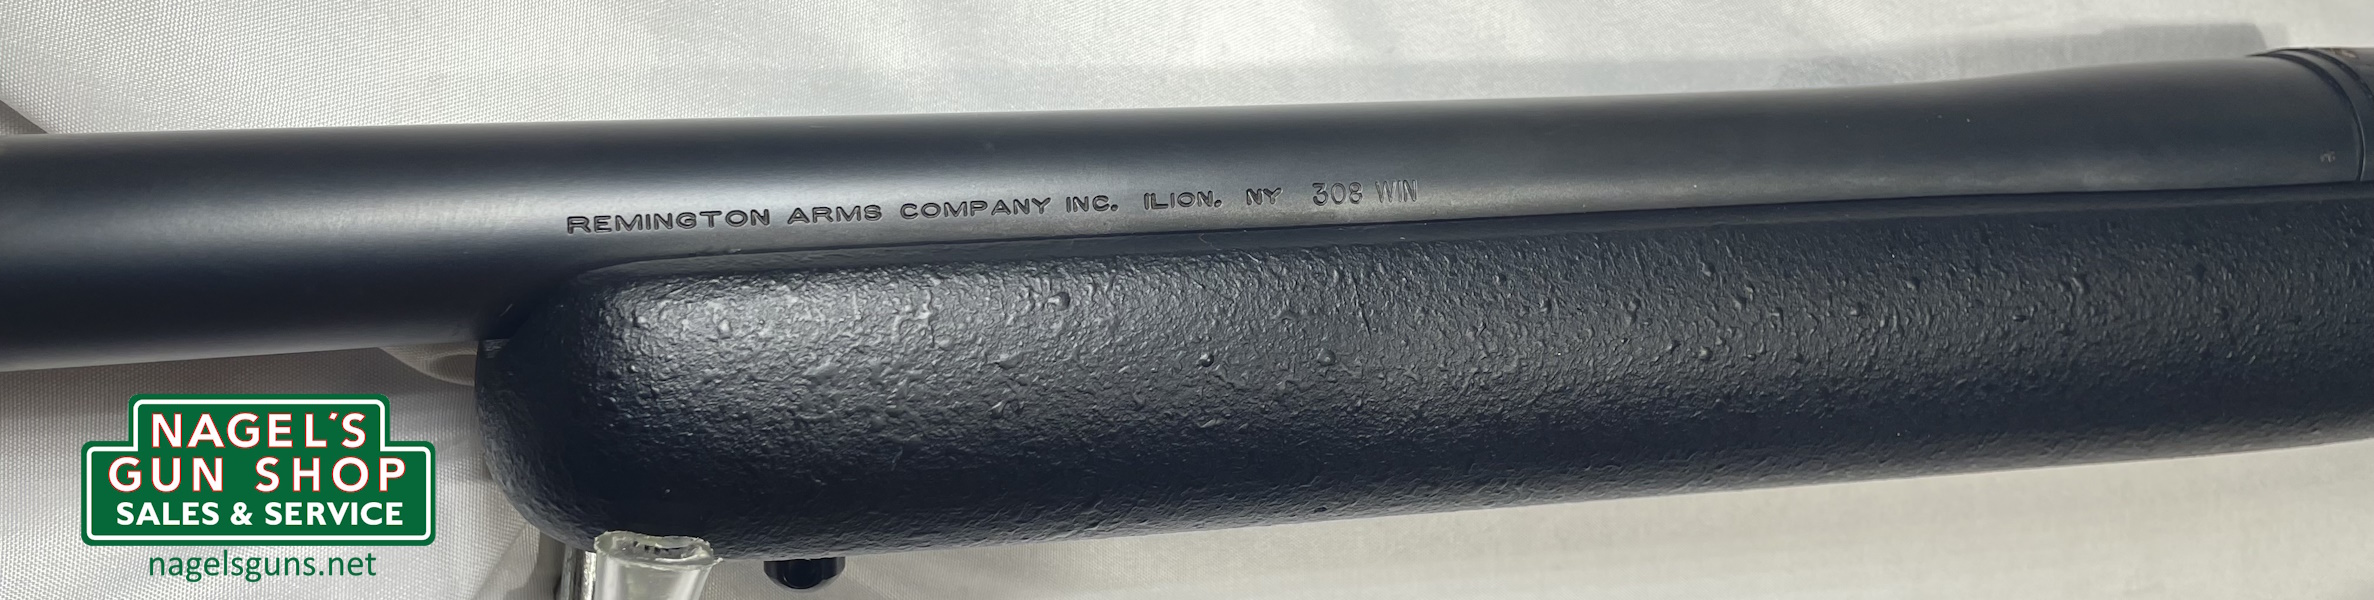 REMINGTON ARMS COMPANY INC. ILION. NY 308 WIN
NAGEL'S
GUN SHOP
SALES & SERVICE
nagelsguns.net